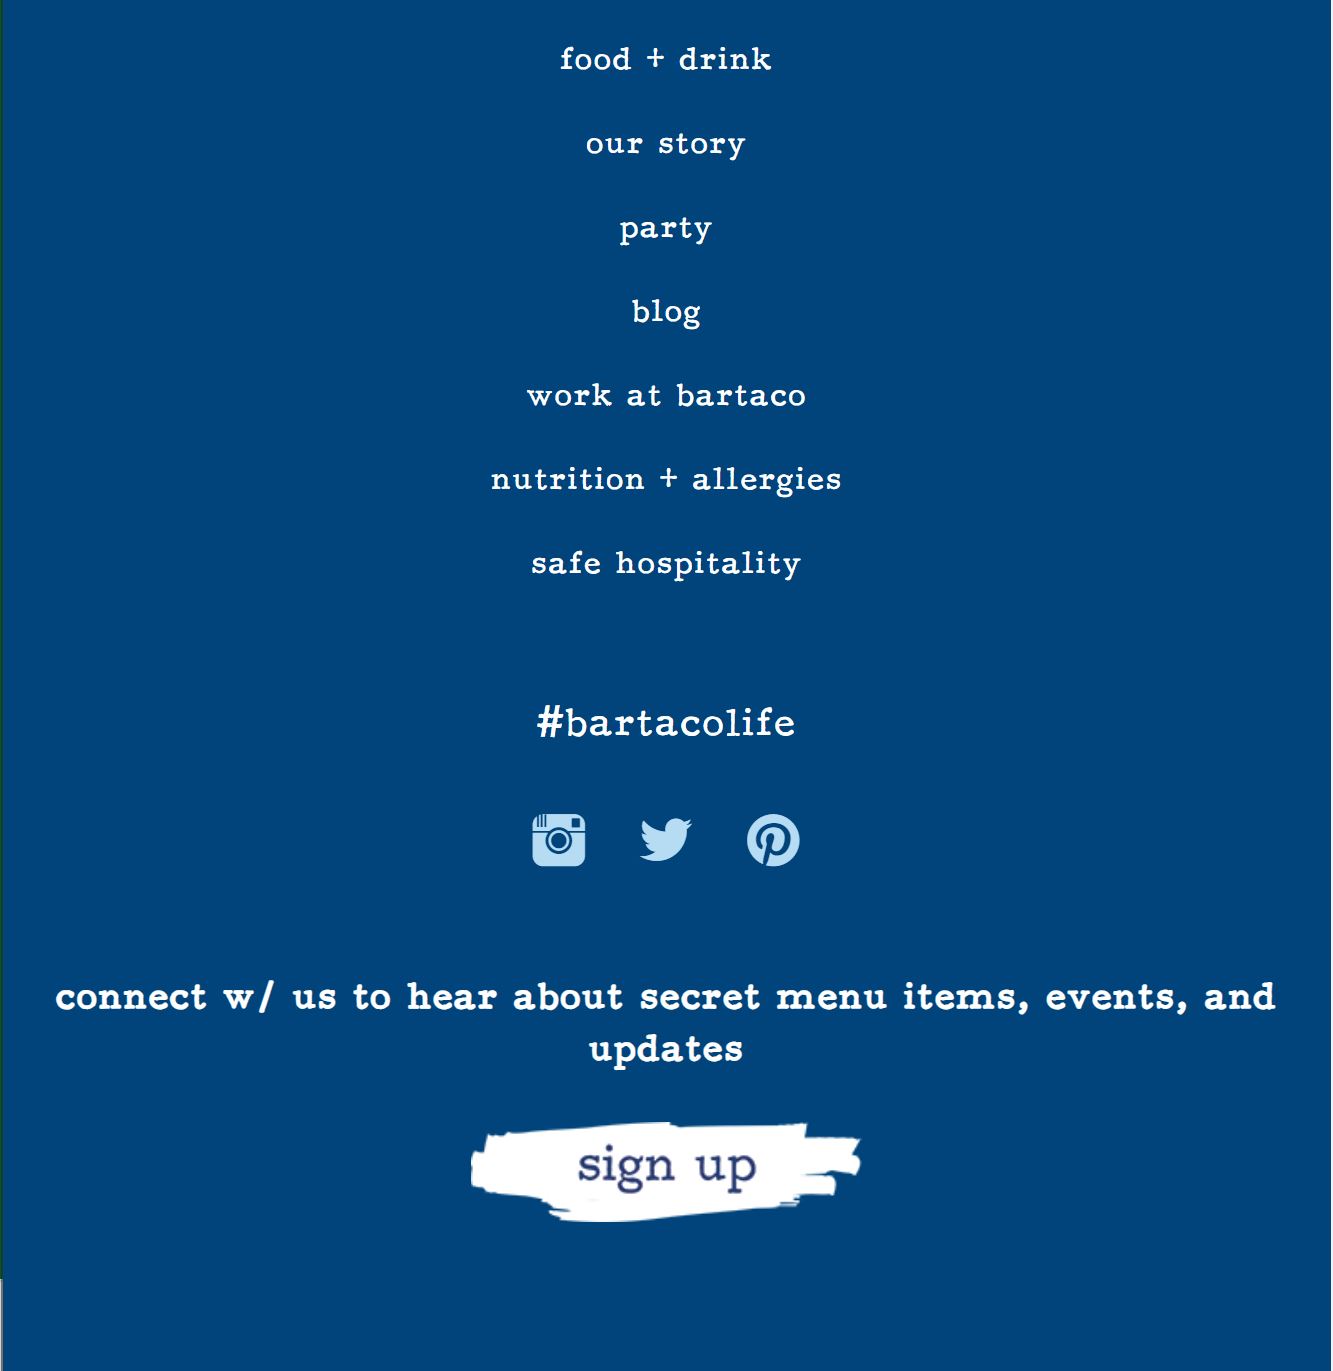 food + drink
our story
party
blog
work at bartaco
nutrition + allergies
safe hospitality
#bartacolife
connect w/ us to hear about secret menu items, events, and
updates
sign up